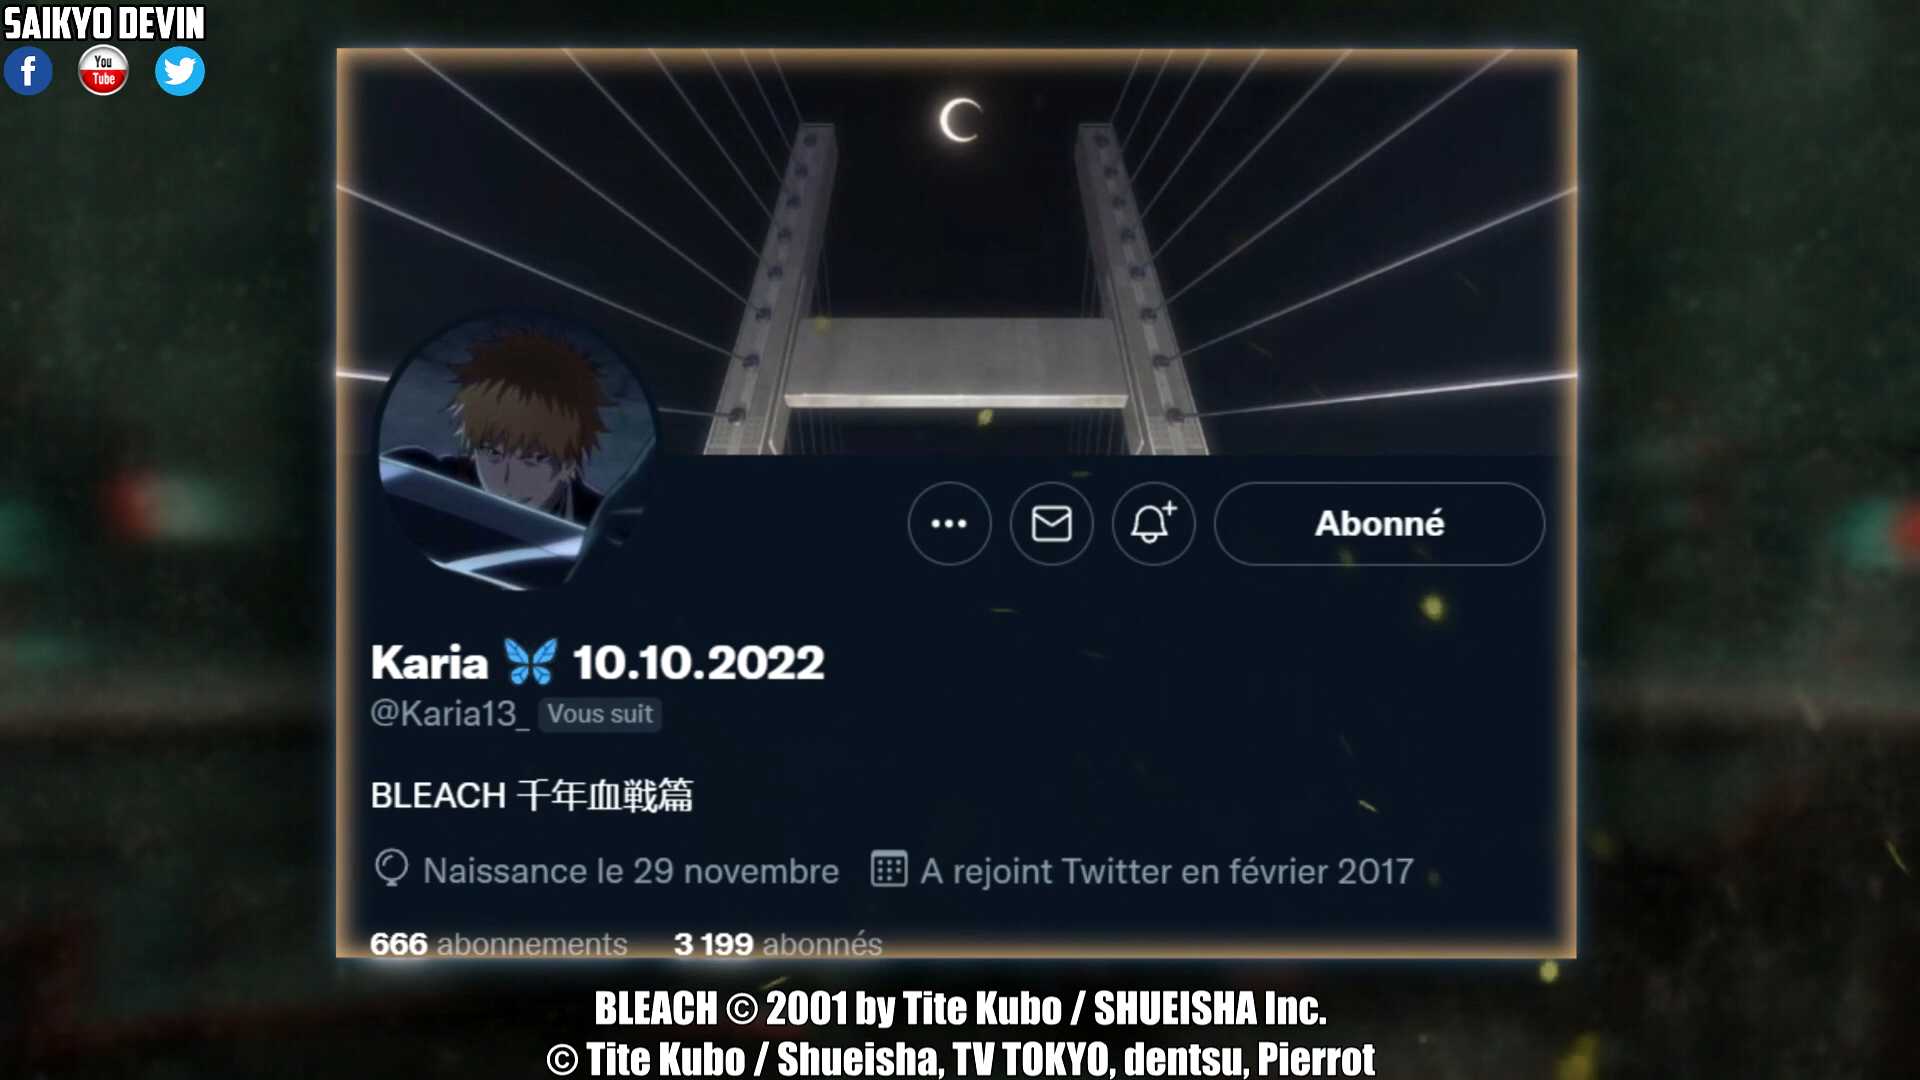 SAIKYO DEVIN
f
You
Tube
Abonné
Karia 🦋 10.10.2022
@Karia13_ Vous suit
BLEACH 千年血戦篇
Naissance le 29 novembre A rejoint Twitter en février 2017
666 abonnements 3 199 abonnés
BLEACH © 2001 by Tite Kubo / SHUEISHA Inc.
© Tite Kubo / Shueisha, TV TOKYO, dentsu, Pierrot